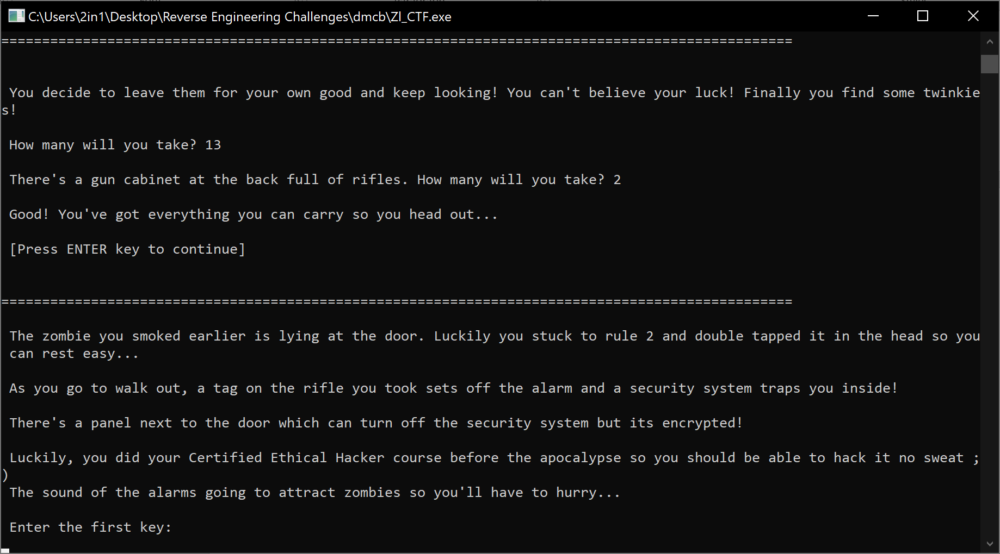 C:\Users\2in1\Desktop\Reverse Engineering Challenges\dmcb\Zl_CTF.exe
=================================================================================================
You decide to leave them for your own good and keep looking! You can't believe your luck! Finally you find some twinkie
s!
How many will you take? 13
There's a gun cabinet at the back full of rifles. How many will you take? 2
Good! You've got everything you can carry so you head out...
[Press ENTER key to continue]
=================================================================================================
The zombie you smoked earlier is lying at the door. Luckily you stuck to rule 2 and double tapped it in the head so you
can rest easy...
As you go to walk out, a tag on the rifle you took sets off the alarm and a security system traps you inside!
There's a panel next to the door which can turn off the security system but its encrypted!
Luckily, you did your Certified Ethical Hacker course before the apocalypse so you should be able to hack it no sweat ;
)
The sound of the alarms going to attract zombies so you'll have to hurry...
Enter the first key: